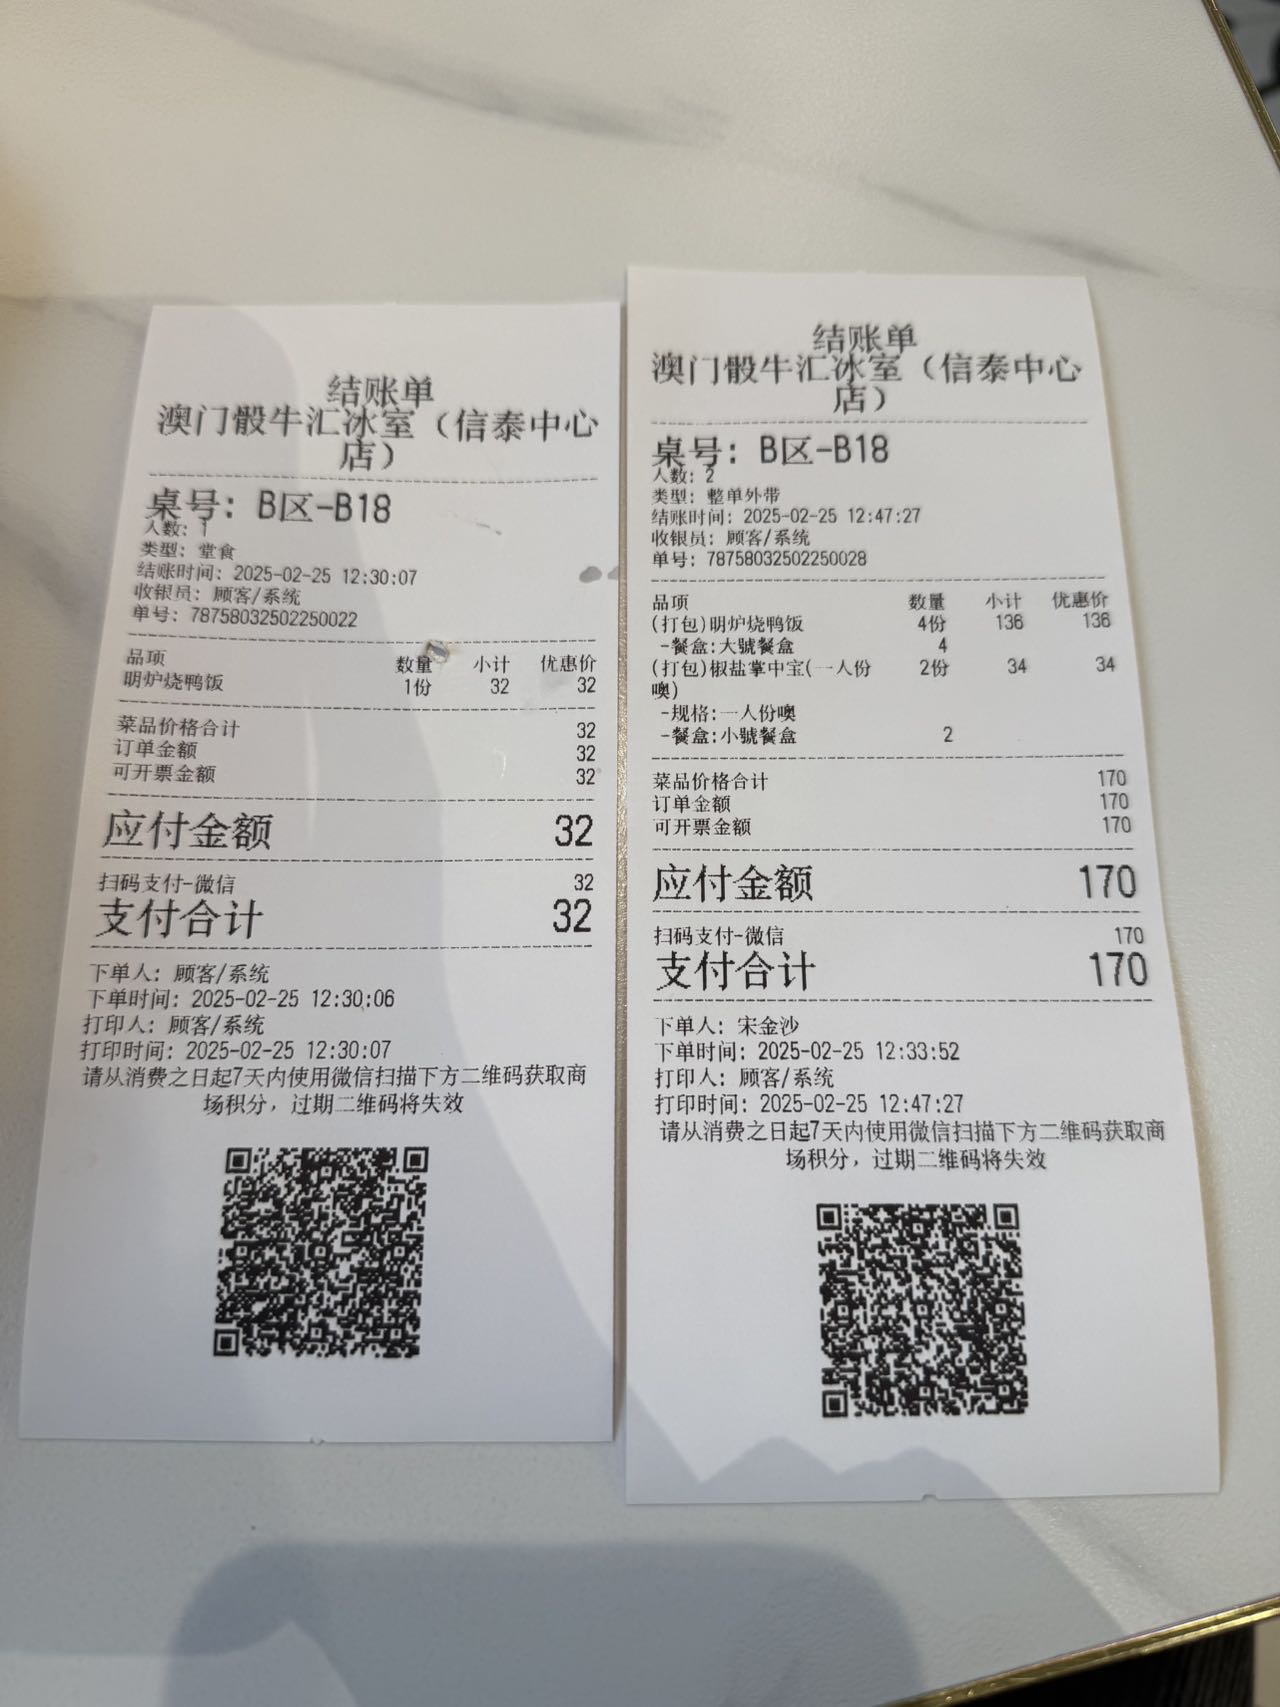 结账单
澳门骰牛汇冰室（信泰中心
店）
桌号：B区-B18
人数：1
类型：堂食
结账时间：2025-02-25 12:30:07
收银员：顾客/系统
单号：78758032502250022
品项 数量 小计 优惠价
明炉烧鸭饭 1份 32 32
菜品价格合计 32
订单金额 32
可开票金额 32
应付金额 32
扫码支付-微信 32
支付合计 32
下单人：顾客/系统
下单时间：2025-02-25 12:30:06
打印人：顾客/系统
打印时间：2025-02-25 12:30:07
请从消费之日起7天内使用微信扫描下方二维码获取商
场积分，过期二维码将失效
结账单
澳门骰牛汇冰室（信泰中心
店）
桌号：B区-B18
人数：2
类型：整单外带
结账时间：2025-02-25 12:47:27
收银员：顾客/系统
单号：78758032502250028
品项 数量 小计 优惠价
(打包)明炉烧鸭饭 4份 136 136
-餐盒:大號餐盒 4
(打包)椒盐掌中宝(一人份 2份 34 34
噢)
-规格:一人份噢
-餐盒:小號餐盒 2
菜品价格合计 170
订单金额 170
可开票金额 170
应付金额 170
扫码支付-微信 170
支付合计 170
下单人：宋金沙
下单时间：2025-02-25 12:33:52
打印人：顾客/系统
打印时间：2025-02-25 12:47:27
请从消费之日起7天内使用微信扫描下方二维码获取商
场积分，过期二维码将失效